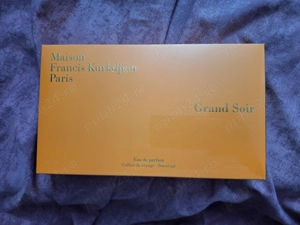 Maison
Francis Kurkdjian
Paris
Grand Soir
Eau de parfum